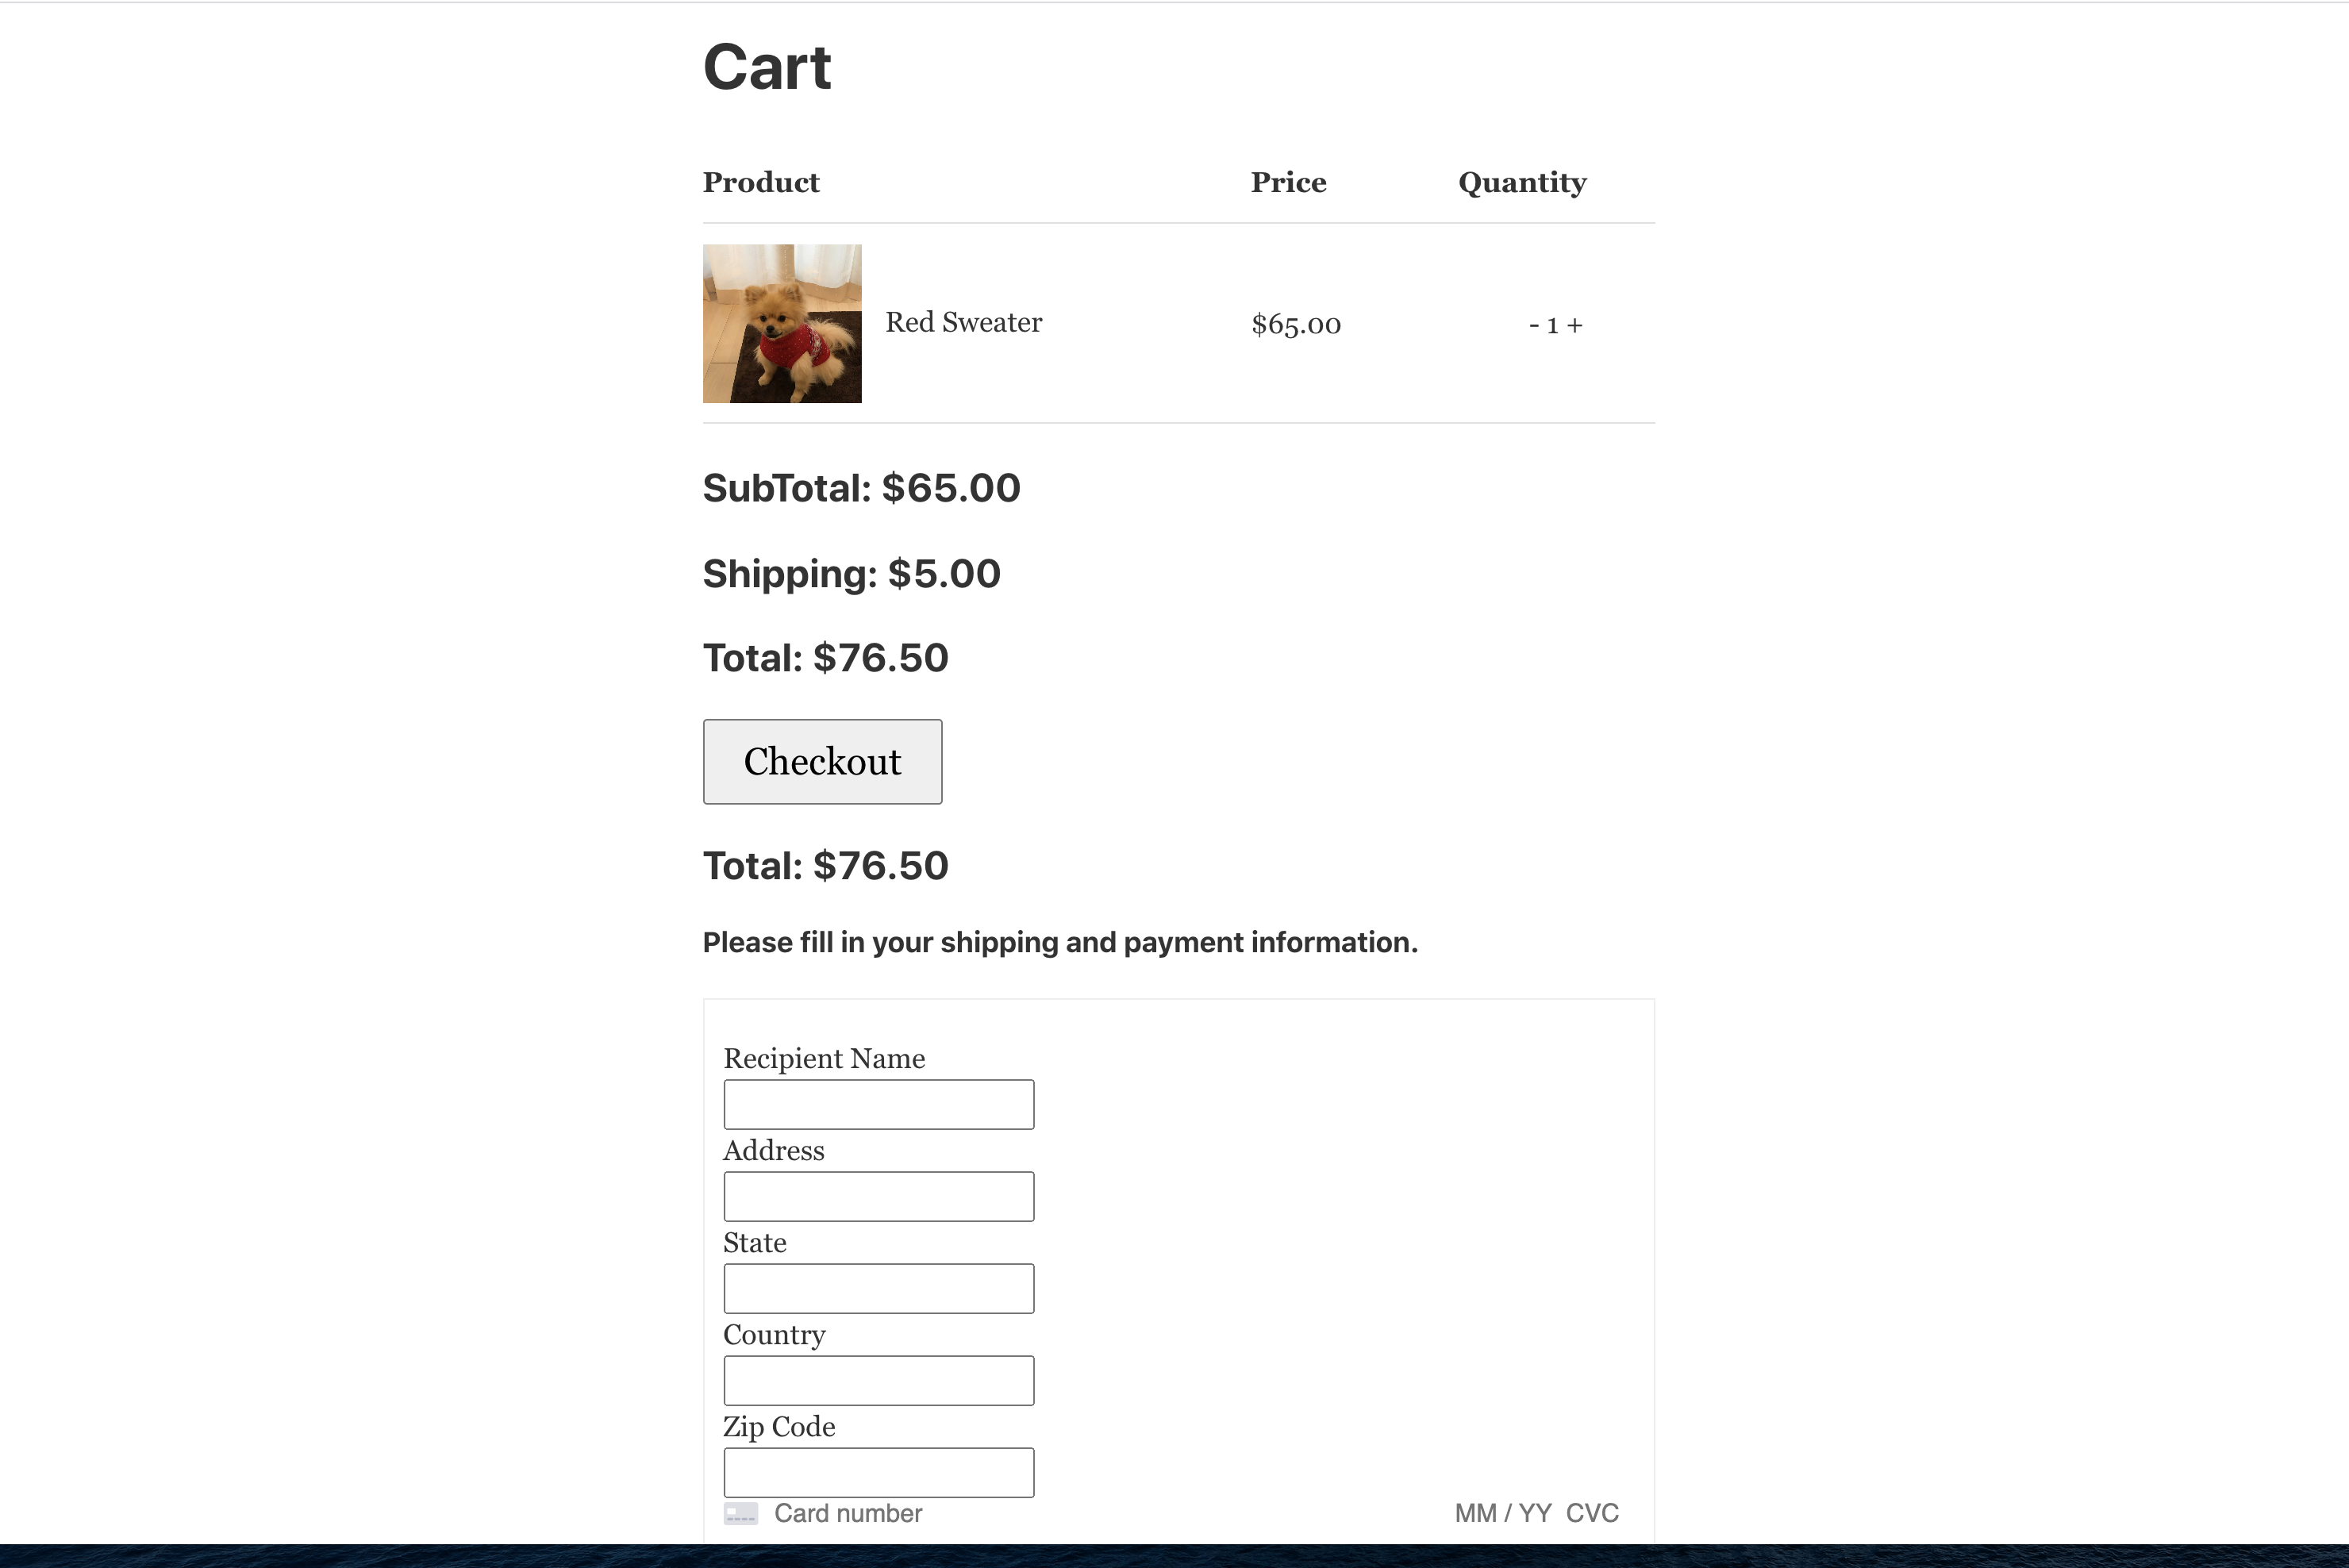 Cart
Product Price Quantity
Red Sweater $65.00 - 1 +
SubTotal: $65.00
Shipping: $5.00
Total: $76.50
Checkout
Total: $76.50
Please fill in your shipping and payment information.
Recipient Name
Address
State
Country
Zip Code
Card number MM / YY CVC